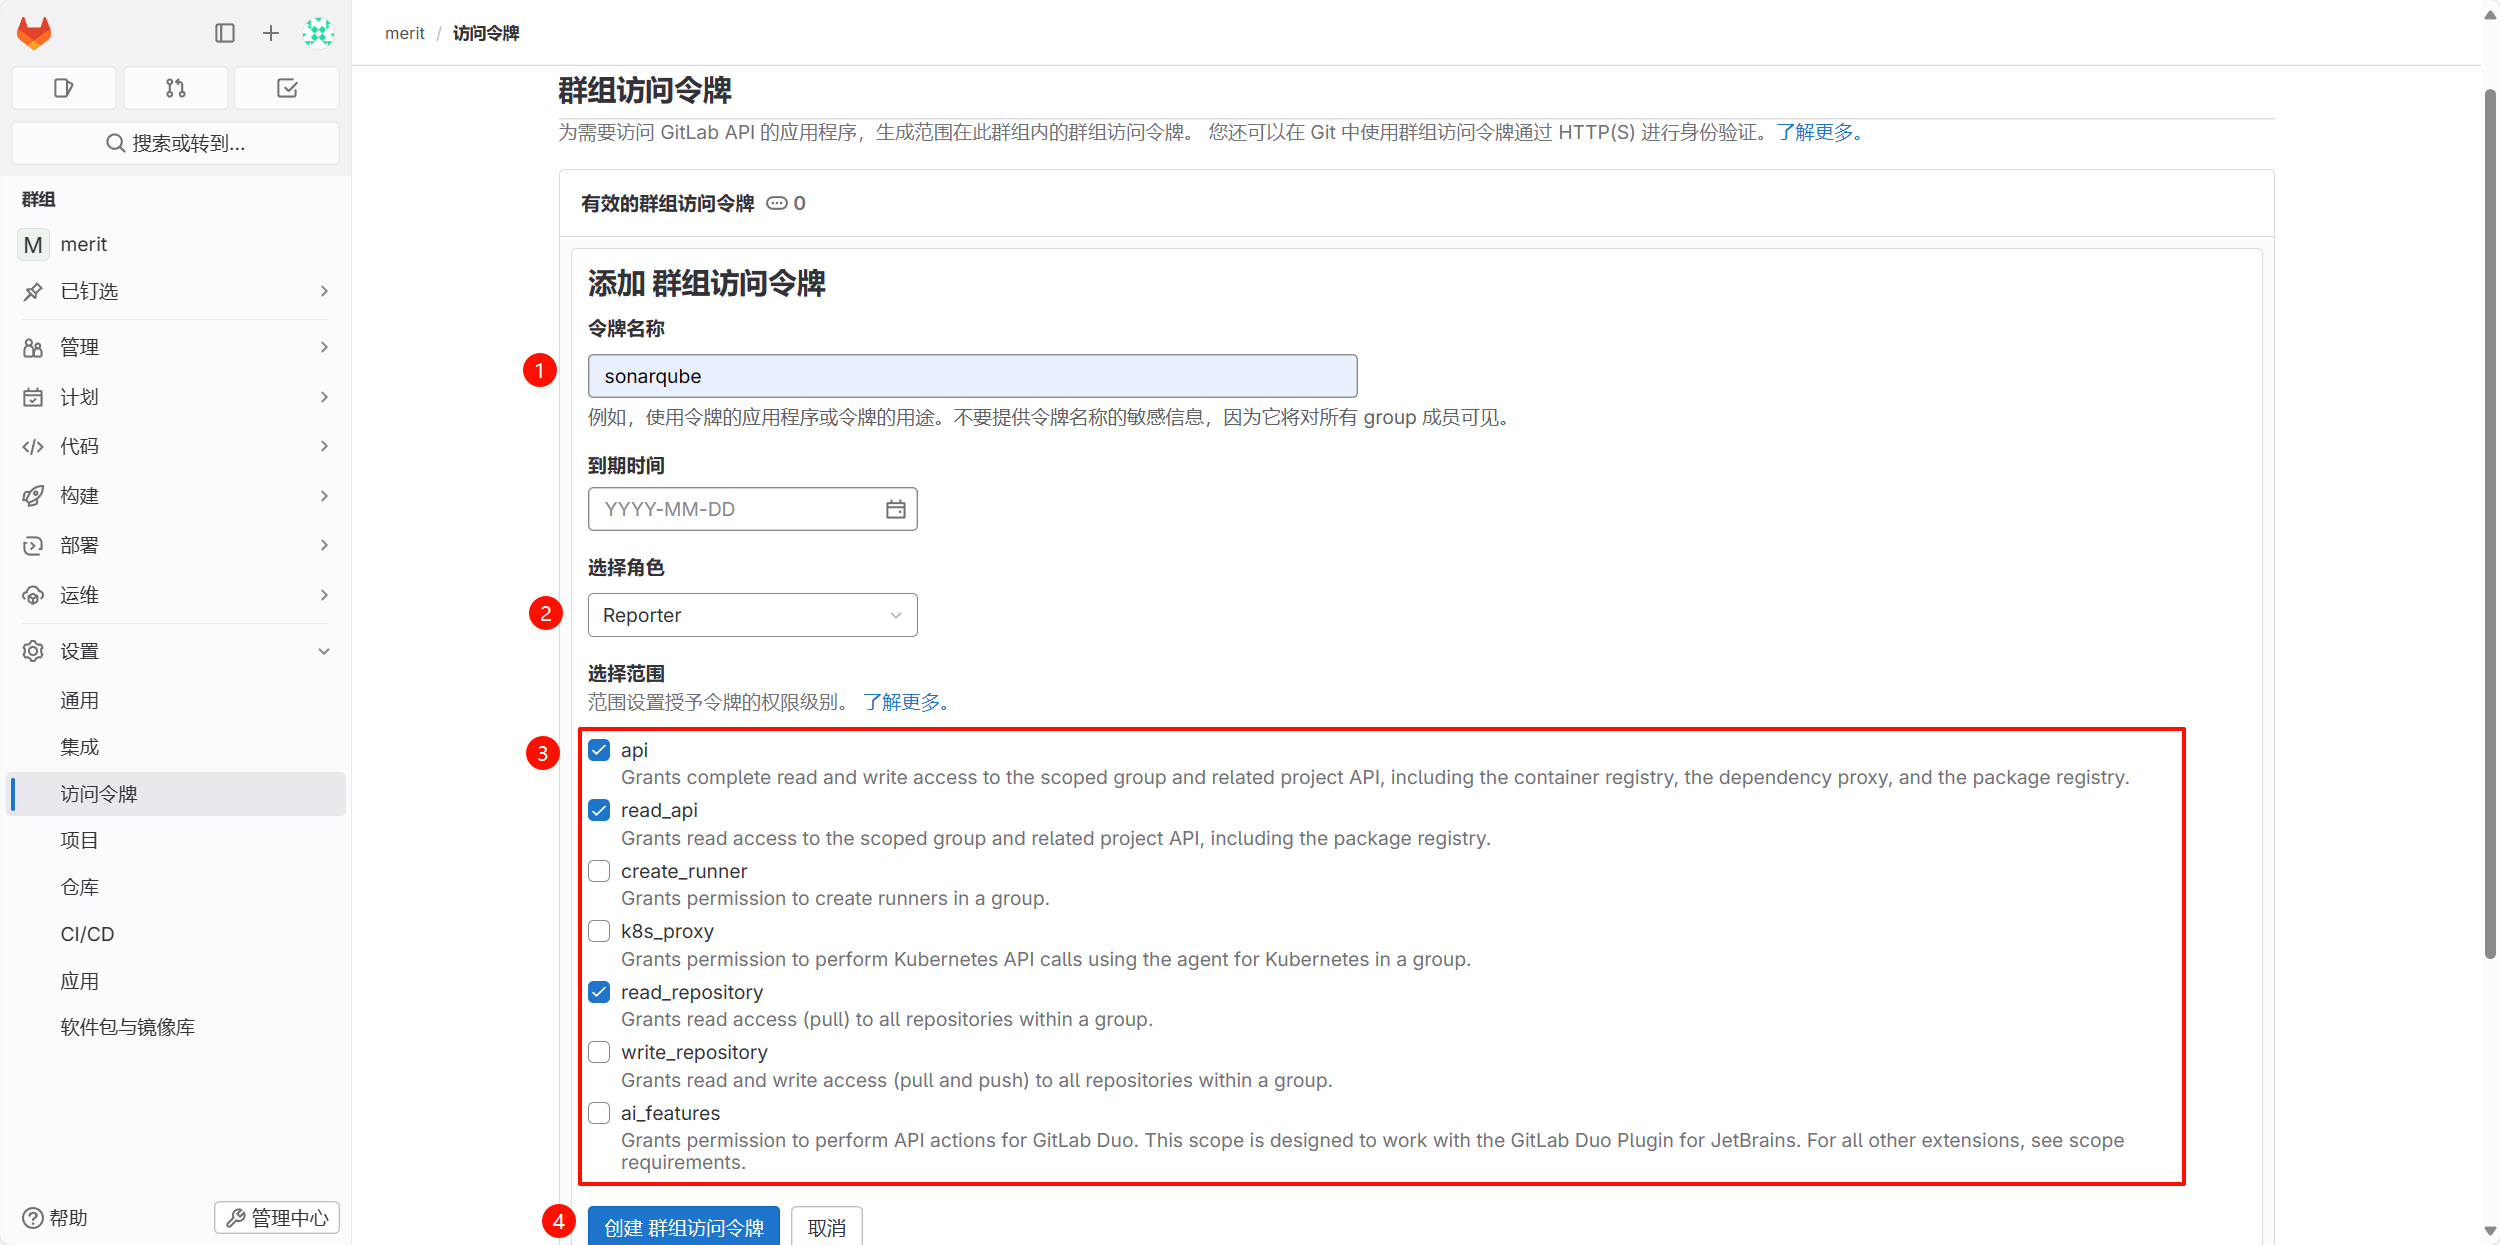 merit / 访问令牌
搜索或转到...
群组
M merit
已钉选
管理
计划
代码
构建
部署
运维
设置
通用
集成
访问令牌
项目
仓库
CI/CD
应用
软件包与镜像库
帮助
管理中心
群组访问令牌
为需要访问 GitLab API 的应用程序，生成范围在此群组内的群组访问令牌。 您还可以在 Git 中使用群组访问令牌通过 HTTP(S) 进行身份验证。了解更多。
有效的群组访问令牌 0
添加 群组访问令牌
令牌名称
1
sonarqube
例如，使用令牌的应用程序或令牌的用途。不要提供令牌名称的敏感信息，因为它将对所有 group 成员可见。
到期时间
YYYY-MM-DD
选择角色
2
Reporter
选择范围
范围设置授予令牌的权限级别。 了解更多。
3
api
Grants complete read and write access to the scoped group and related project API, including the container registry, the dependency proxy, and the package registry.
read_api
Grants read access to the scoped group and related project API, including the package registry.
create_runner
Grants permission to create runners in a group.
k8s_proxy
Grants permission to perform Kubernetes API calls using the agent for Kubernetes in a group.
read_repository
Grants read access (pull) to all repositories within a group.
write_repository
Grants read and write access (pull and push) to all repositories within a group.
ai_features
Grants permission to perform API actions for GitLab Duo. This scope is designed to work with the GitLab Duo Plugin for JetBrains. For all other extensions, see scope
requirements.
4
创建 群组访问令牌
取消